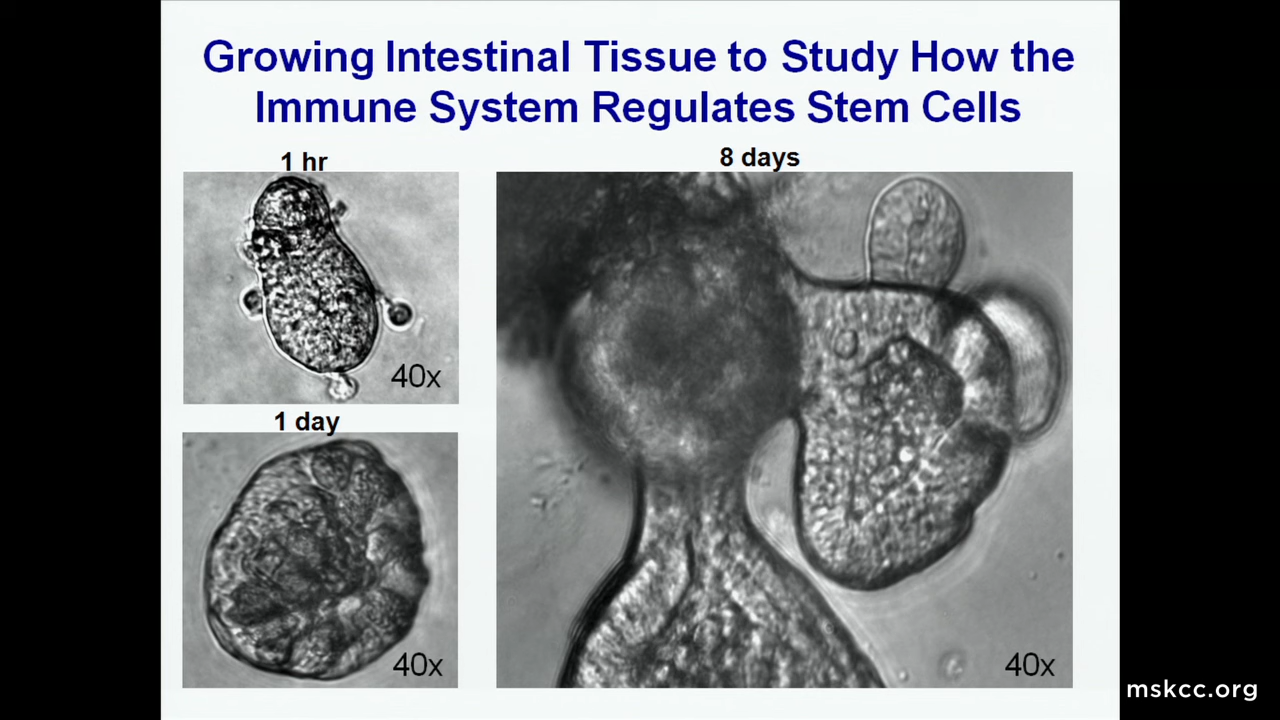 Growing Intestinal Tissue to Study How the
Immune System Regulates Stem Cells
1 hr
40x
1 day
40x
8 days
40x
mskcc.org